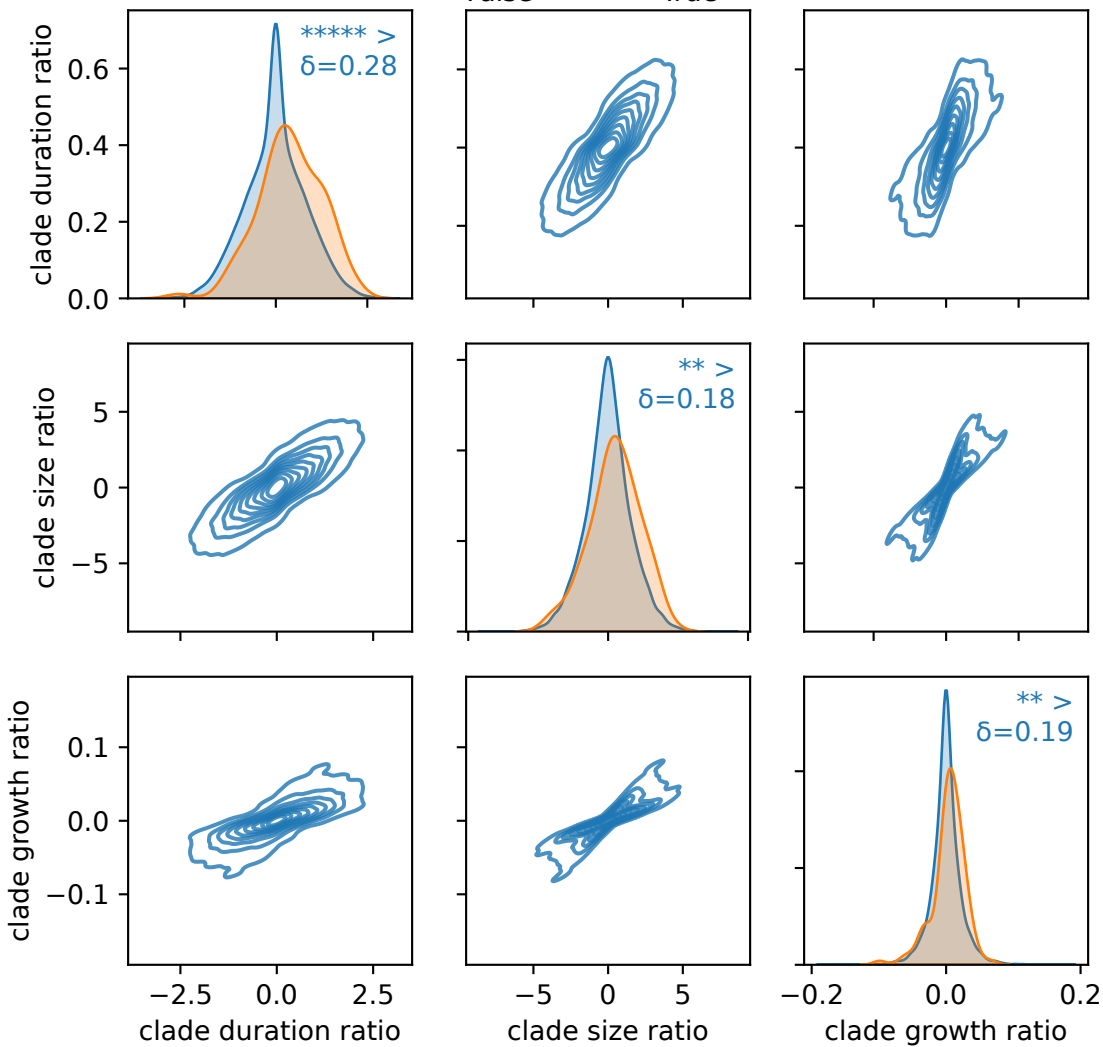 clade duration ratio
0.6
0.4
0.2
0.0
***** >
δ=0.28
clade size ratio
5
0
−5
** >
δ=0.18
clade growth ratio
0.1
0.0
−0.1
** >
δ=0.19
−2.5 0.0 2.5
−5 0 5
−0.2 0.0 0.2
clade duration ratio
clade size ratio
clade growth ratio